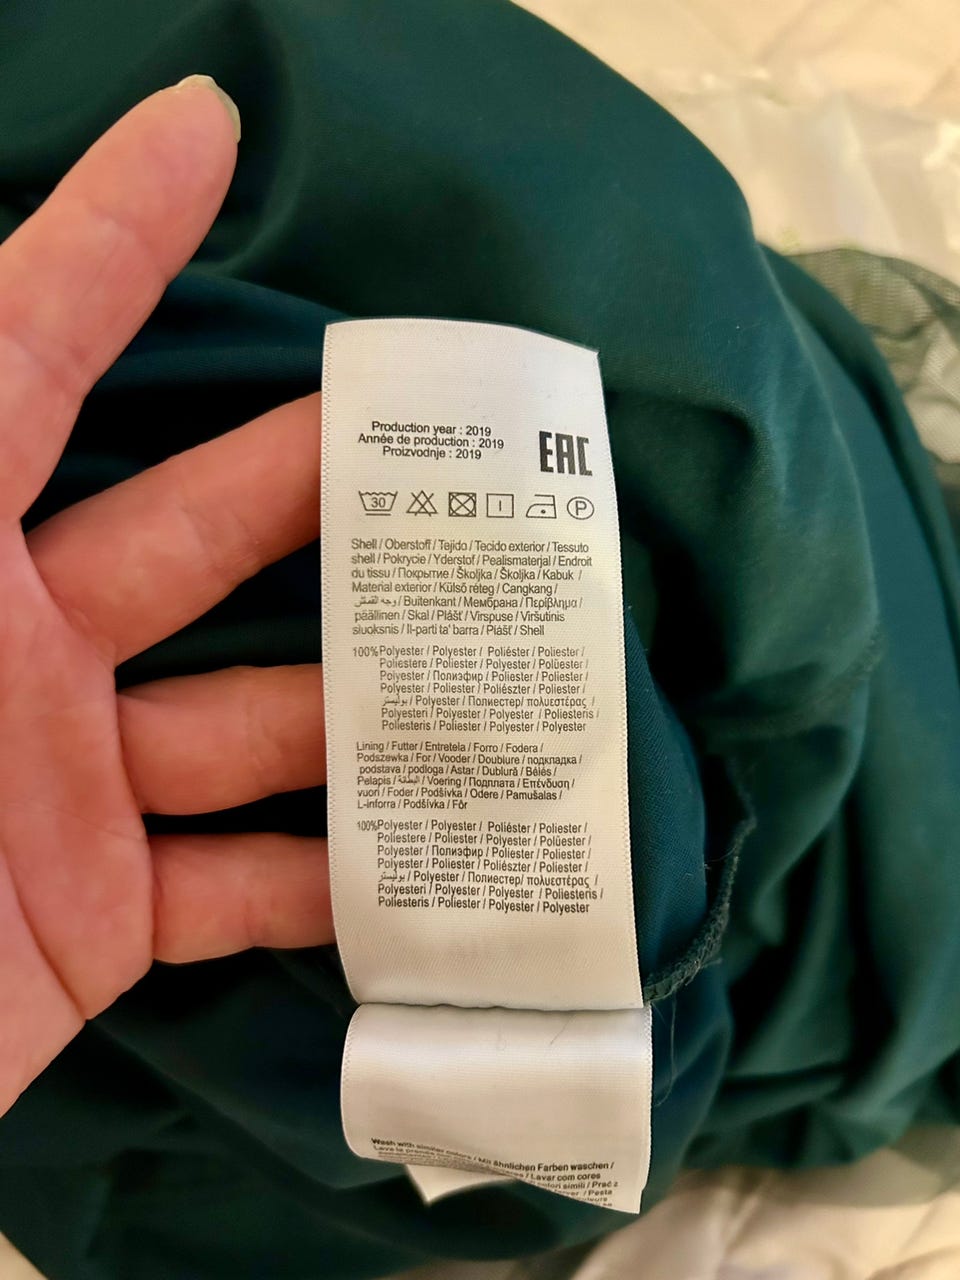 Production year : 2019
Année de production : 2019
Proizvodnje : 2019
EAC
30
P
Shell / Oberstoff / Tejido / Tecido exterior / Tessuto
shell / Pokrycie / Yderstof / Pealismaterjal / Endroit
du tissu / Покрытие / Školjka / Školjka / Kabuk /
Material exterior / Külső réteg / Cangkang /
وجه القماش / Buitenkant / Мембрана / Περίβλημα /
päällinen / Skal / Plášť / Virspuse / Viršutinis
sluoksnis / Il-parti ta' barra / Plášť / Shell
100% Polyester / Polyester / Poliéster / Poliester /
Poliestere / Poliester / Polyester / Polüester /
Polyester / Полиэфир / Poliester / Poliester /
Polyester / Poliester / Poliészter / Poliester /
بوليستر / Polyester / Полиестер/ πολυεστέρας /
Polyesteri / Polyester / Polyester / Poliesteris /
Poliesteris / Poliester / Polyester / Polyester
Lining / Futter / Entretela / Forro / Fodera /
Podszewka / For / Vooder / Doublure / подкладка /
podstava / podloga / Astar / Dublură / Bélés /
Pelapis / البطانة / Voering / Подплата / Επένδυση /
vuori / Foder / Podšívka / Odere / Pamušalas /
L-inforra / Podšívka / Fôr
100% Polyester / Polyester / Poliéster / Poliester /
Poliestere / Poliester / Polyester / Polüester /
Polyester / Полиэфир / Poliester / Poliester /
Polyester / Poliester / Poliészter / Poliester /
بوليستر / Polyester / Полиестер/ πολυεστέρας /
Polyesteri / Polyester / Polyester / Poliesteris /
Poliesteris / Poliester / Polyester / Polyester
Wash with similar colors / Mit ähnlichen Farben waschen /
/ Lavar com cores
colori simili / Prać z
/ Pesta